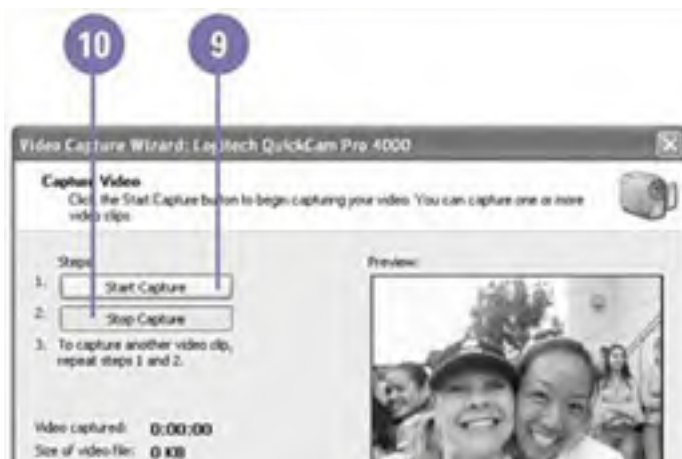 10 9
Video Capture Wizard: Logitech QuickCam Pro 4000
Capture Video
Click the Start Capture button to begin capturing your video. You can capture one or more
video clips
Steps
Preview:
1. Start Capture
2. Stop Capture
3. To capture another video clip,
repeat steps 1 and 2.
Video captured: 0:00:00
Size of video file: 0 KB